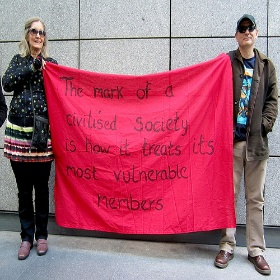 The mark of a
civilised Society
is how it treats its
most vulnerable
members